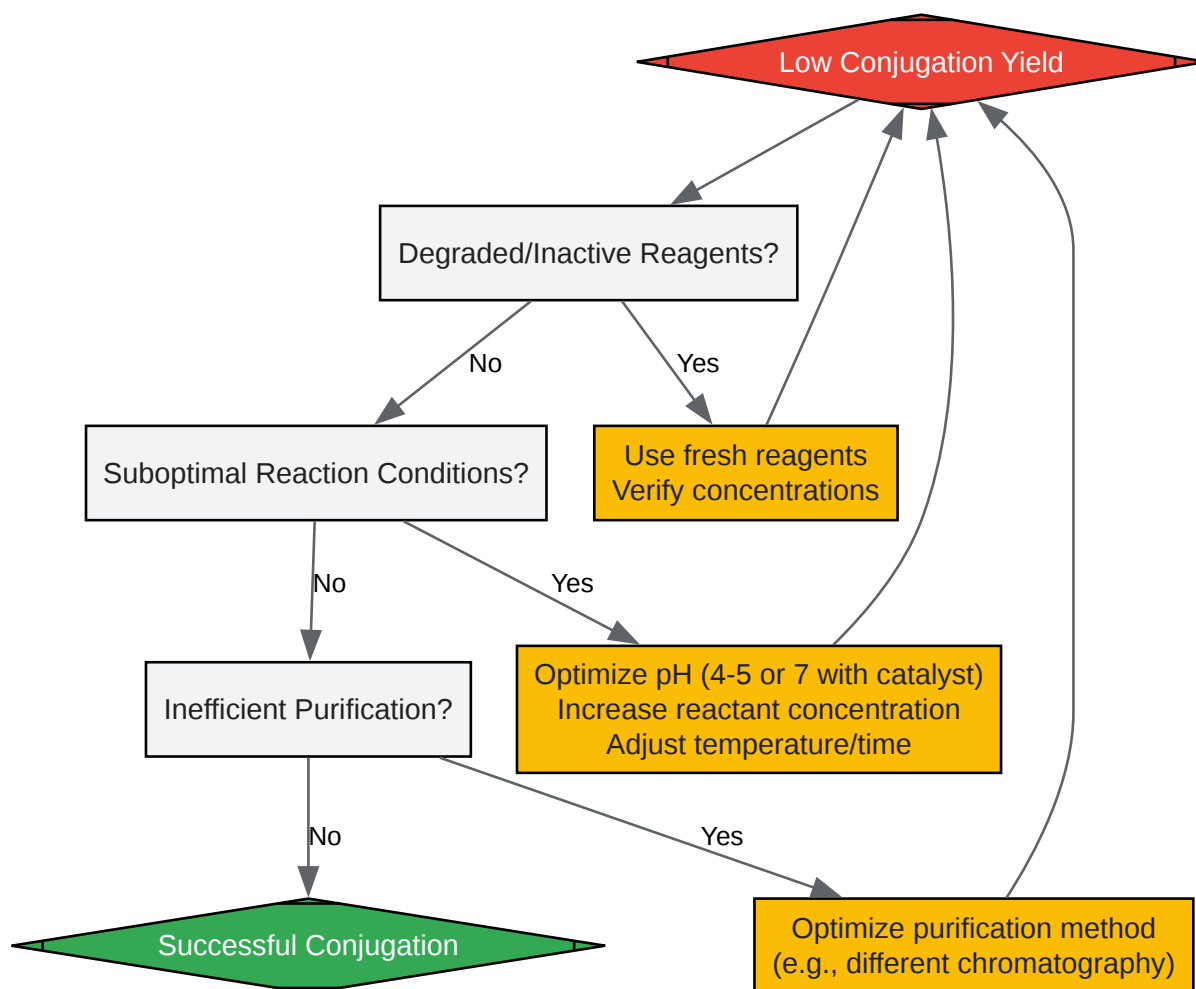 Low Conjugation Yield
Degraded/Inactive Reagents?
No
Yes
Suboptimal Reaction Conditions?
Use fresh reagents
Verify concentrations
No
Yes
Inefficient Purification?
Optimize pH (4-5 or 7 with catalyst)
Increase reactant concentration
Adjust temperature/time
No
Yes
Successful Conjugation
Optimize purification method
(e.g., different chromatography)